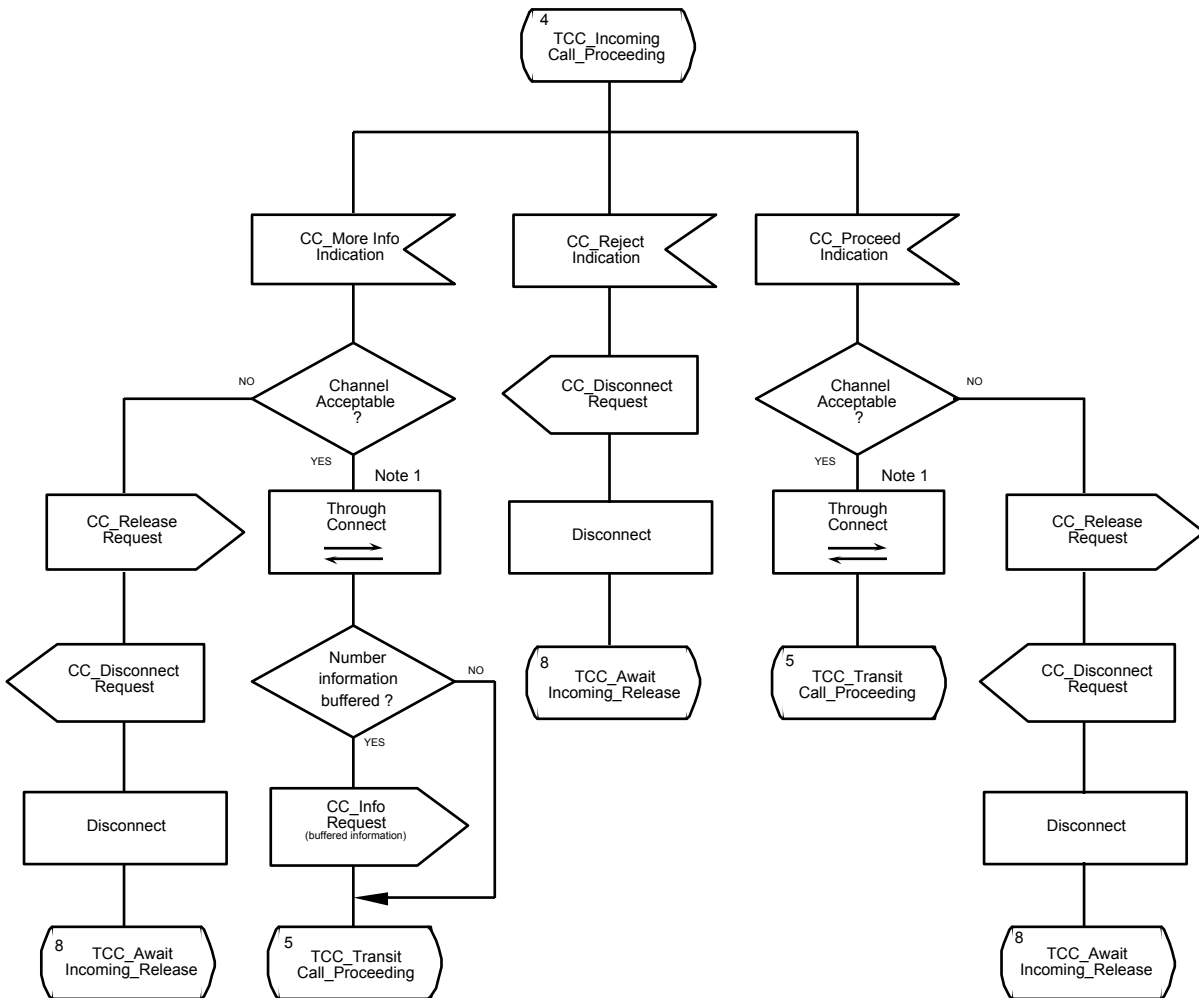 4
TCC_Incoming
Call_Proceeding
CC_More Info
Indication
CC_Reject
Indication
CC_Proceed
Indication
NO
Channel
Acceptable
?
YES
CC_Disconnect
Request
Channel
Acceptable
?
NO
YES
Note 1
Note 1
CC_Release
Request
Through
Connect
Disconnect
Through
Connect
CC_Release
Request
CC_Disconnect
Request
Number
information
buffered ?
NO
YES
8
TCC_Await
Incoming_Release
5
TCC_Transit
Call_Proceeding
CC_Disconnect
Request
Disconnect
CC_Info
Request
(buffered information)
Disconnect
8
TCC_Await
Incoming_Release
5
TCC_Transit
Call_Proceeding
8
TCC_Await
Incoming_Release